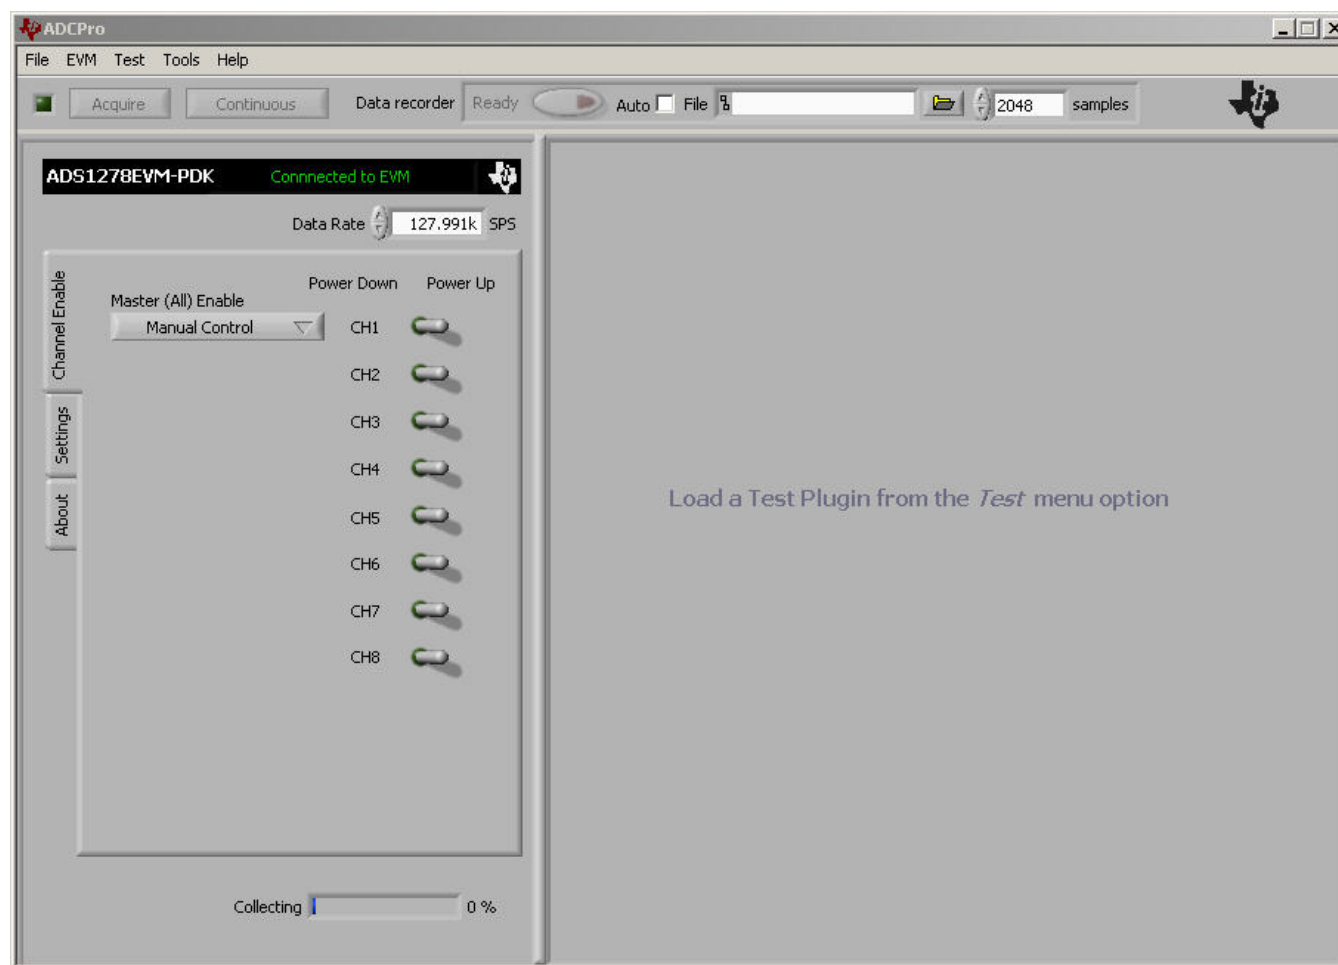 ADCPro
File EVM Test Tools Help
Acquire Continuous Data recorder Ready Auto File 2048 samples
ADS1278EVM-PDK Connnected to EVM
Data Rate 127.991k SPS
Channel Enable
Settings
About
Power Down Power Up
Master (All) Enable
Manual Control
CH1
CH2
CH3
CH4
CH5
CH6
CH7
CH8
Load a Test Plugin from the Test menu option
Collecting 0 %